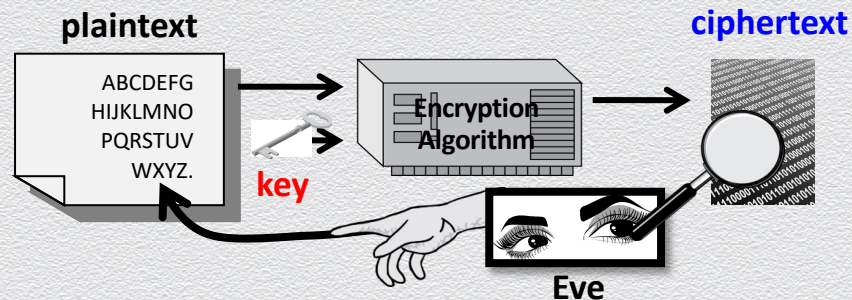 plaintext
ciphertext
ABCDEFG
HIJKLMNO
PQRSTUV
WXYZ.
Encryption
Algorithm
key
Eve